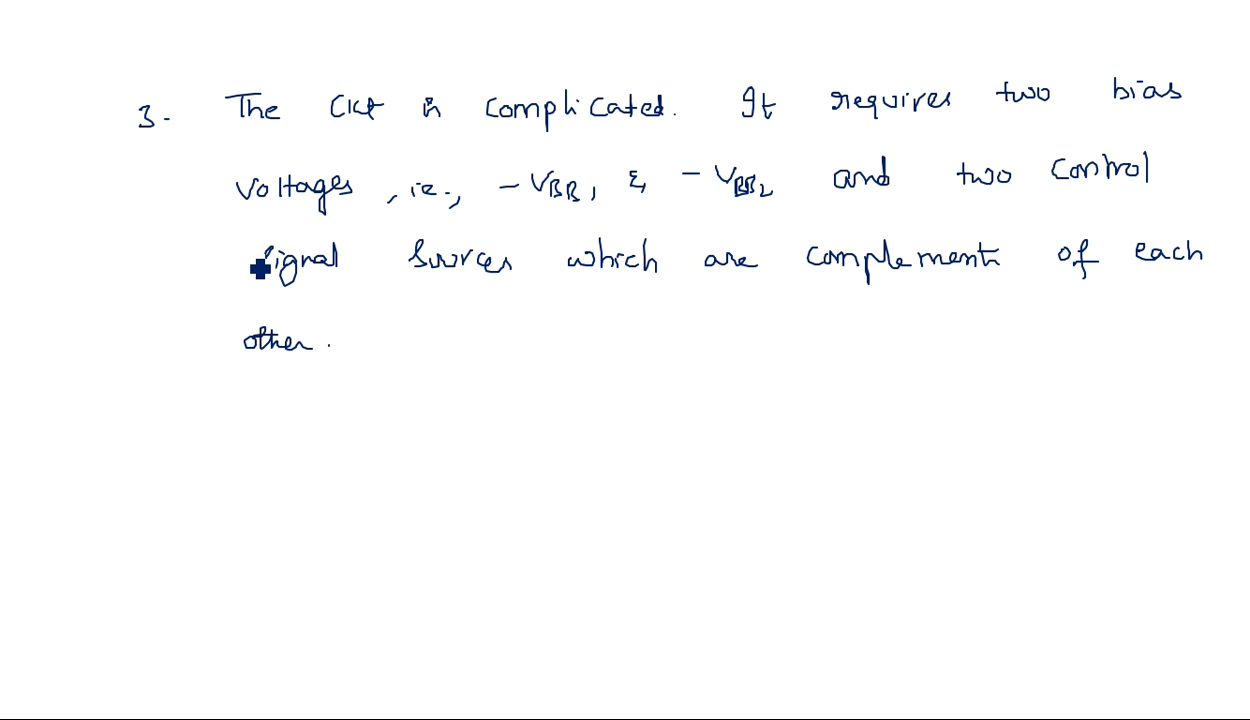 3. The Ckt is complicated. It requires two bias
voltages, ie., -VBB1 & -VBB2 and two control
signal sources which are complements of each
other.